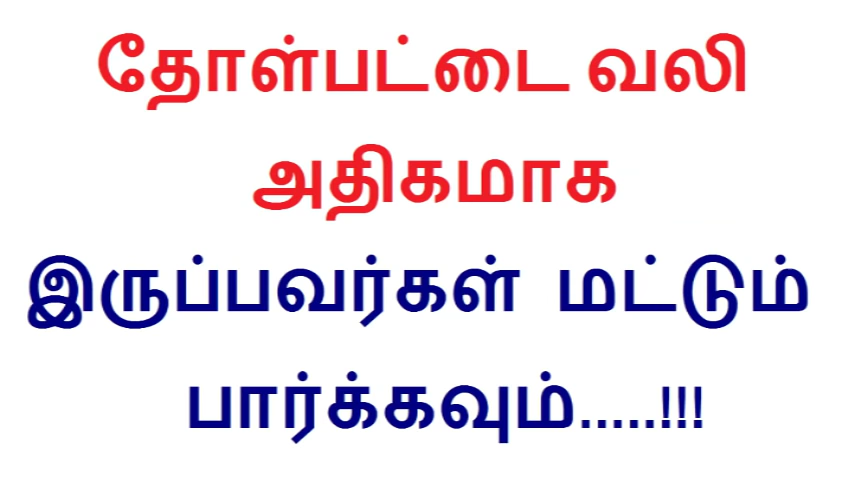 தோள்பட்டை வலி
அதிகமாக
இருப்பவர்கள் மட்டும்
பார்க்கவும்.....!!!